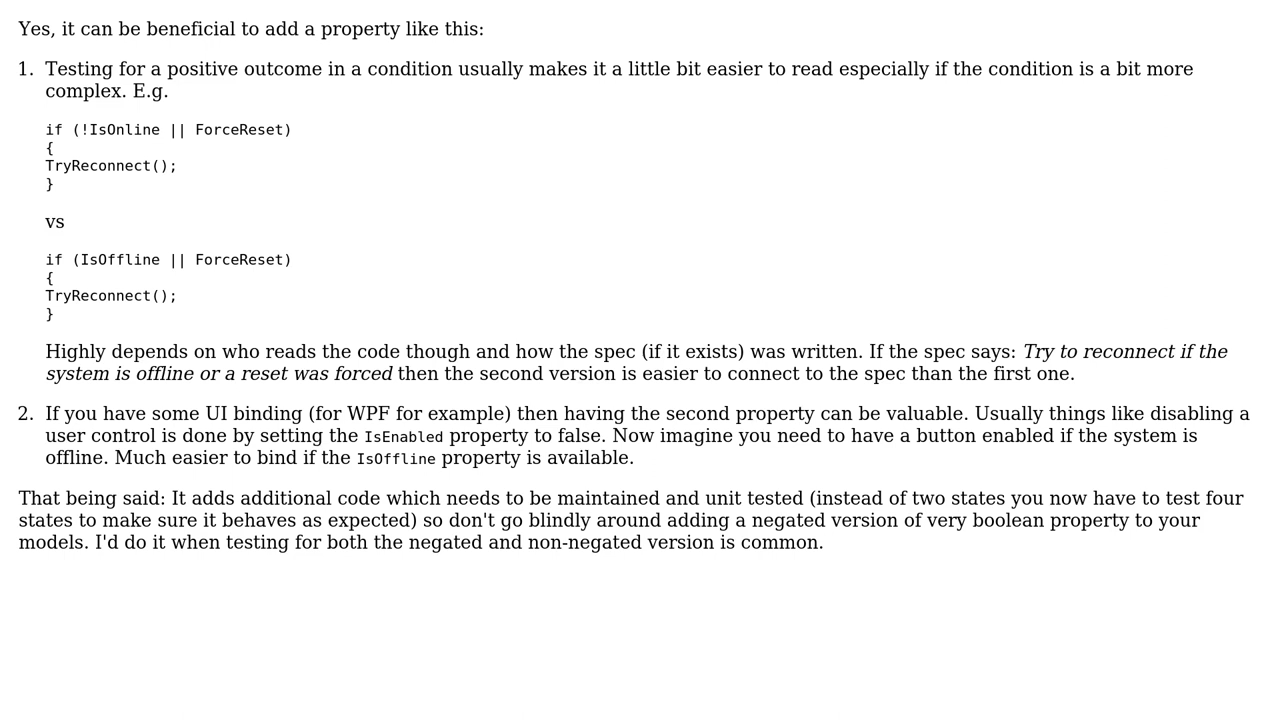 Yes, it can be beneficial to add a property like this:
1. Testing for a positive outcome in a condition usually makes it a little bit easier to read especially if the condition is a bit more
complex. E.g.
if (!IsOnline || ForceReset)
{
TryReconnect();
}
vs
if (IsOffline || ForceReset)
{
TryReconnect();
}
Highly depends on who reads the code though and how the spec (if it exists) was written. If the spec says: Try to reconnect if the
system is offline or a reset was forced then the second version is easier to connect to the spec than the first one.
2. If you have some UI binding (for WPF for example) then having the second property can be valuable. Usually things like disabling a
user control is done by setting the IsEnabled property to false. Now imagine you need to have a button enabled if the system is
offline. Much easier to bind if the IsOffline property is available.
That being said: It adds additional code which needs to be maintained and unit tested (instead of two states you now have to test four
states to make sure it behaves as expected) so don't go blindly around adding a negated version of very boolean property to your
models. I'd do it when testing for both the negated and non-negated version is common.